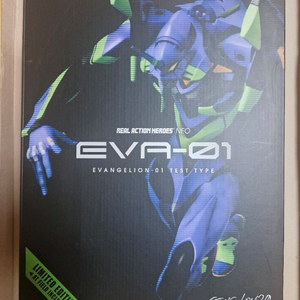 REAL ACTION HEROES NEO
EVA-01
EVANGELION-01 TEST TYPE
LIMITED EDITION